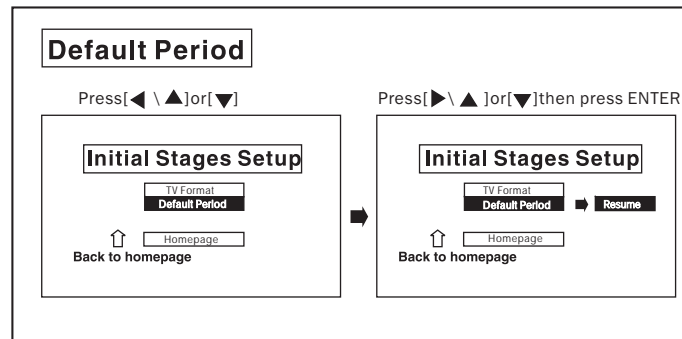 Default Period
Press[◀ \ ▲]or[▼]
Initial Stages Setup
TV Format
Default Period
Homepage
Back to homepage
Press[▶\ ▲ ]or[▼]then press ENTER
Initial Stages Setup
TV Format
Default Period
Resume
Homepage
Back to homepage